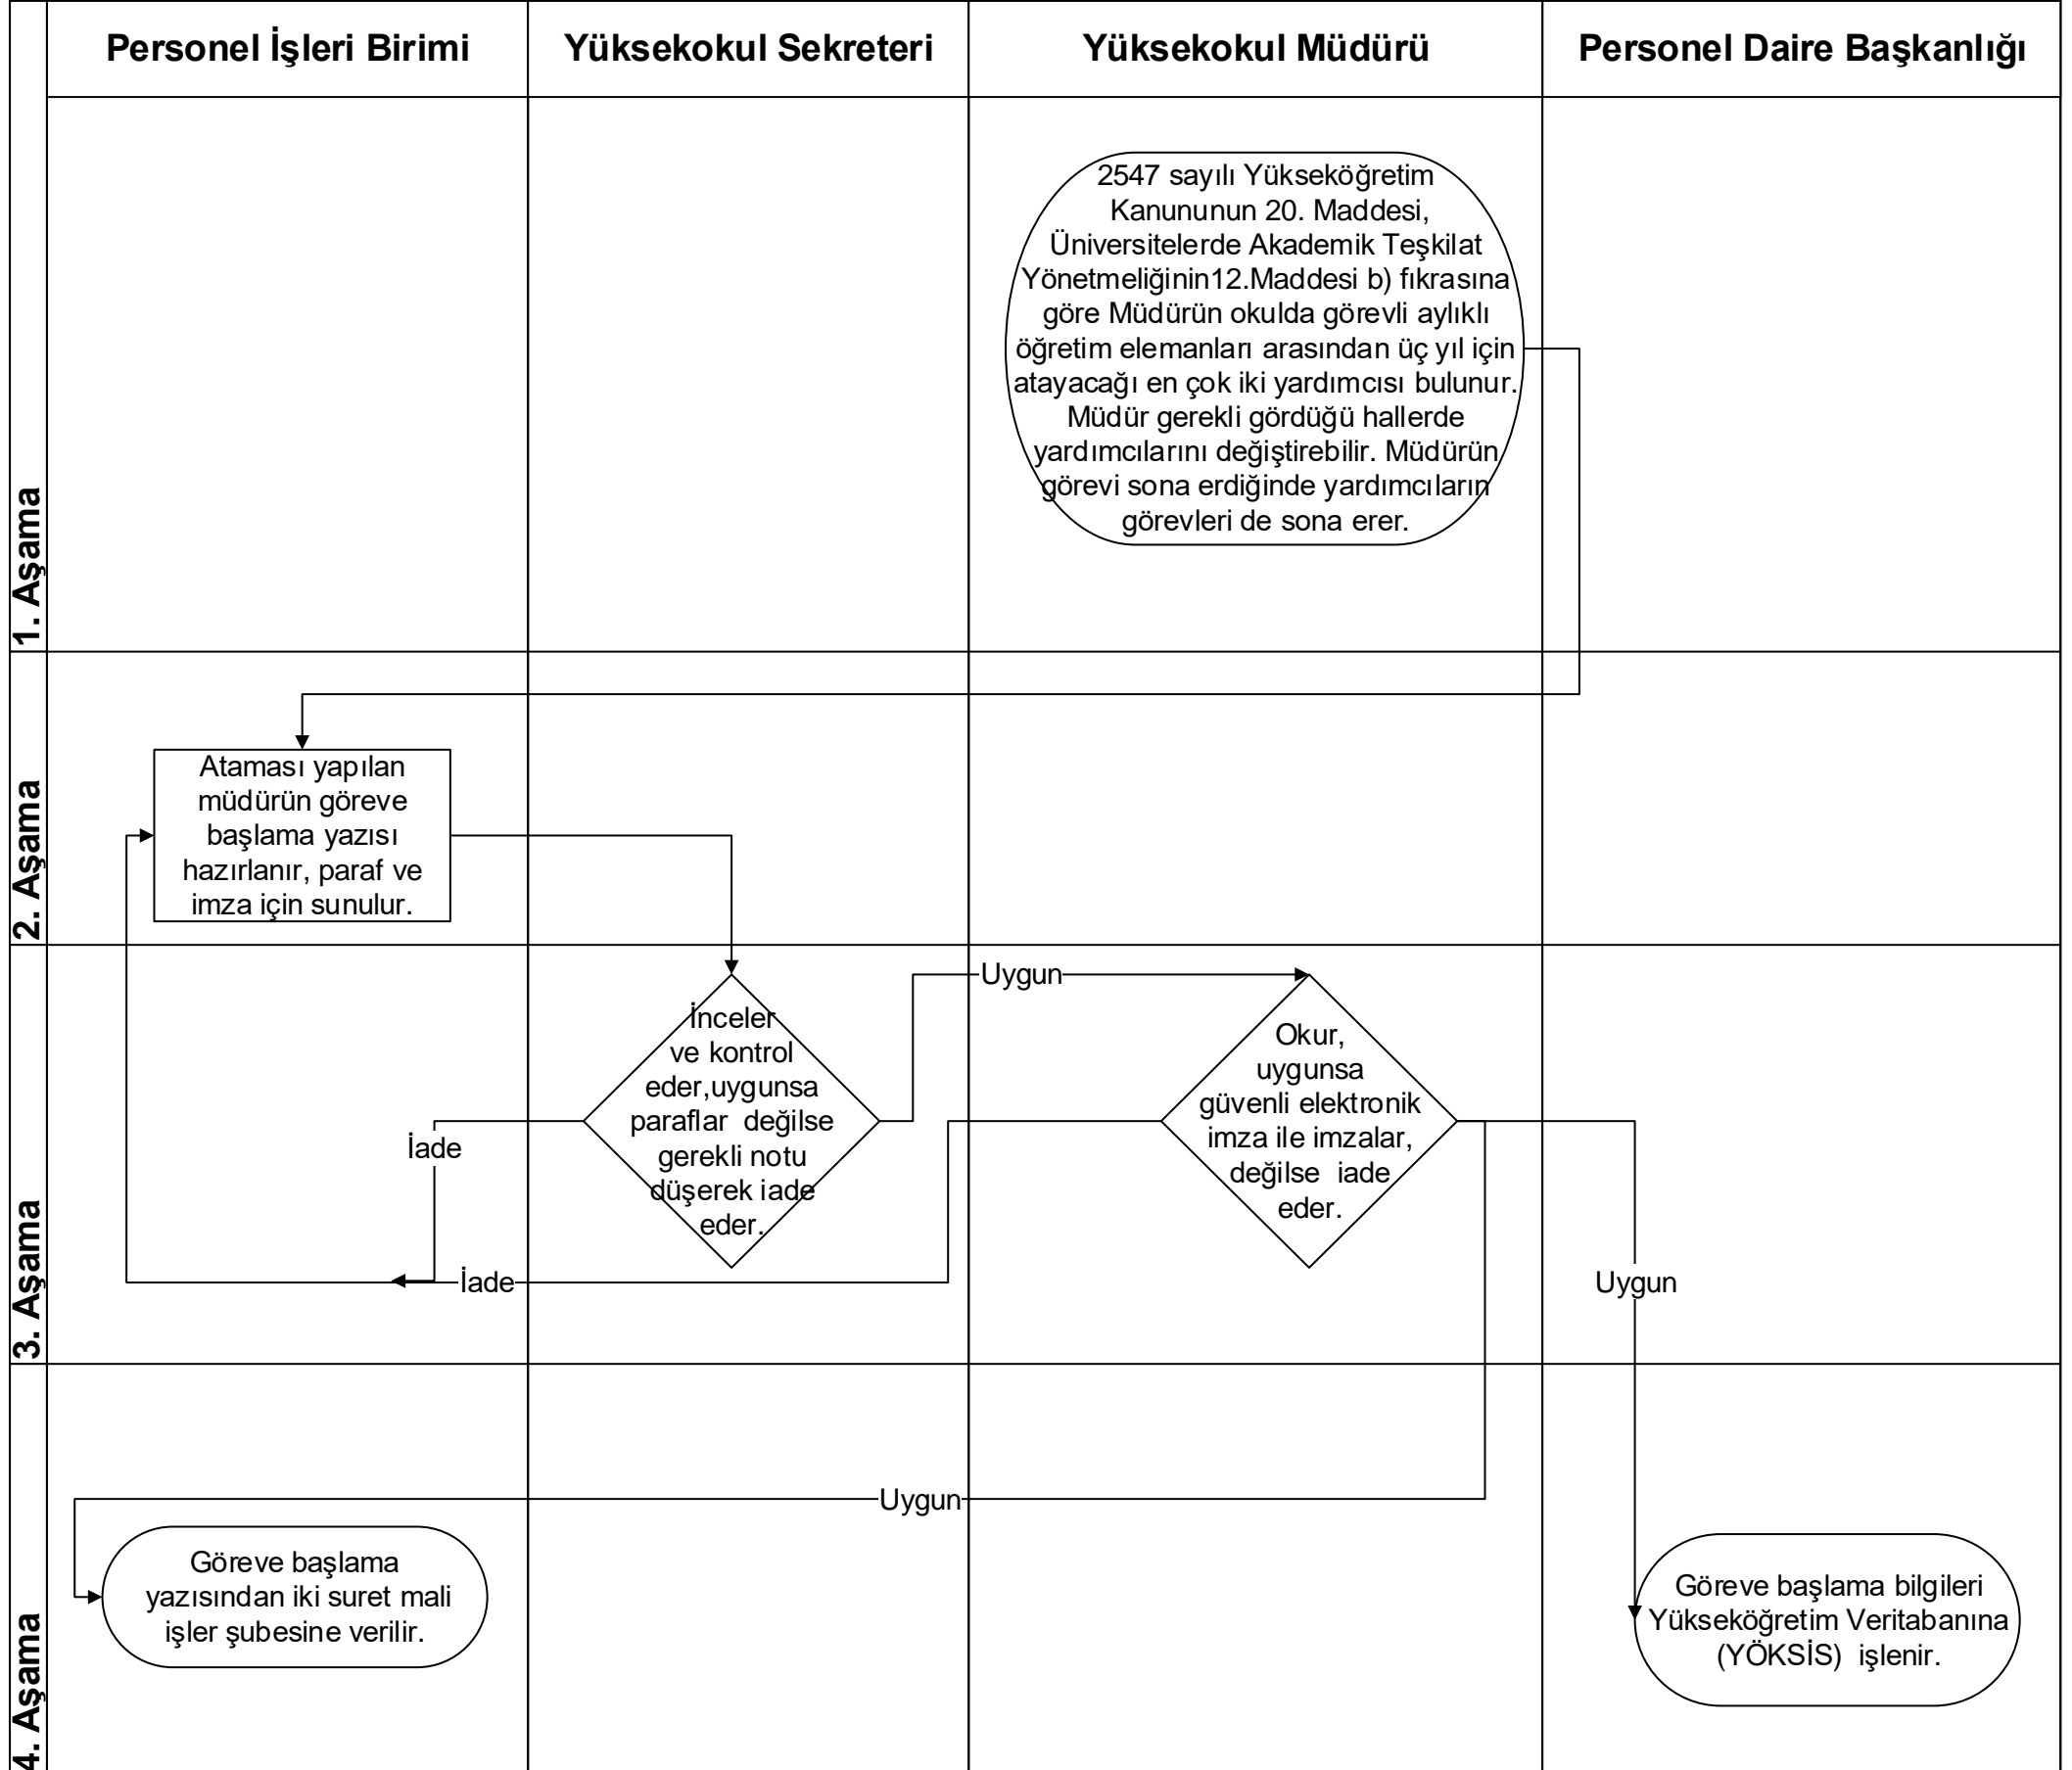 Personel İşleri Birimi
Yüksekokul Sekreteri
Yüksekokul Müdürü
Personel Daire Başkanlığı
1. Aşama
2547 sayılı Yükseköğretim
Kanununun 20. Maddesi,
Üniversitelerde Akademik Teşkilat
Yönetmeliğinin12.Maddesi b) fıkrasına
göre Müdürün okulda görevli aylıklı
öğretim elemanları arasından üç yıl için
atayacağı en çok iki yardımcısı bulunur.
Müdür gerekli gördüğü hallerde
yardımcılarını değiştirebilir. Müdürün
görevi sona erdiğinde yardımcıların
görevleri de sona erer.
2. Aşama
Ataması yapılan
müdürün göreve
başlama yazısı
hazırlanır, paraf ve
imza için sunulur.
3. Aşama
İnceler
ve kontrol
eder,uygunsa
paraflar  değilse
gerekli notu
düşerek iade
eder.
Uygun
Okur,
uygunsa
güvenli elektronik
imza ile imzalar,
değilse  iade
eder.
İade
İade
Uygun
4. Aşama
Uygun
Göreve başlama
yazısından iki suret mali
işler şubesine verilir.
Göreve başlama bilgileri
Yükseköğretim Veritabanına
(YÖKSİS)  işlenir.